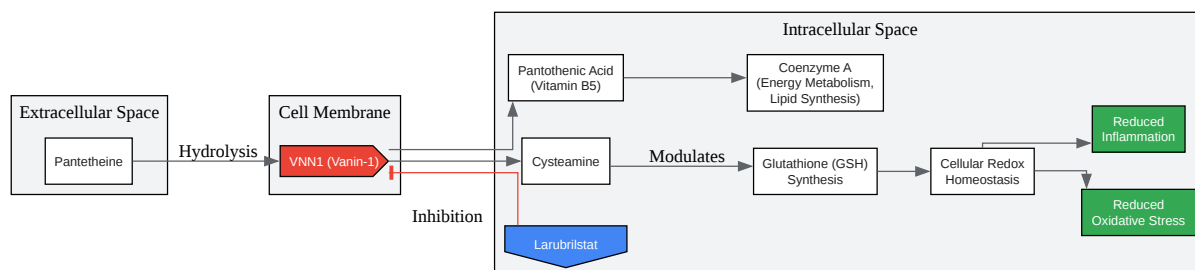 Intracellular Space
Extracellular Space
Pantetheine
Hydrolysis
Cell Membrane
VNN1 (Vanin-1)
Pantothenic Acid
(Vitamin B5)
Coenzyme A
(Energy Metabolism,
Lipid Synthesis)
Cysteamine
Modulates
Glutathione (GSH)
Synthesis
Cellular Redox
Homeostasis
Reduced
Inflammation
Reduced
Oxidative Stress
Inhibition
Larubrilstat